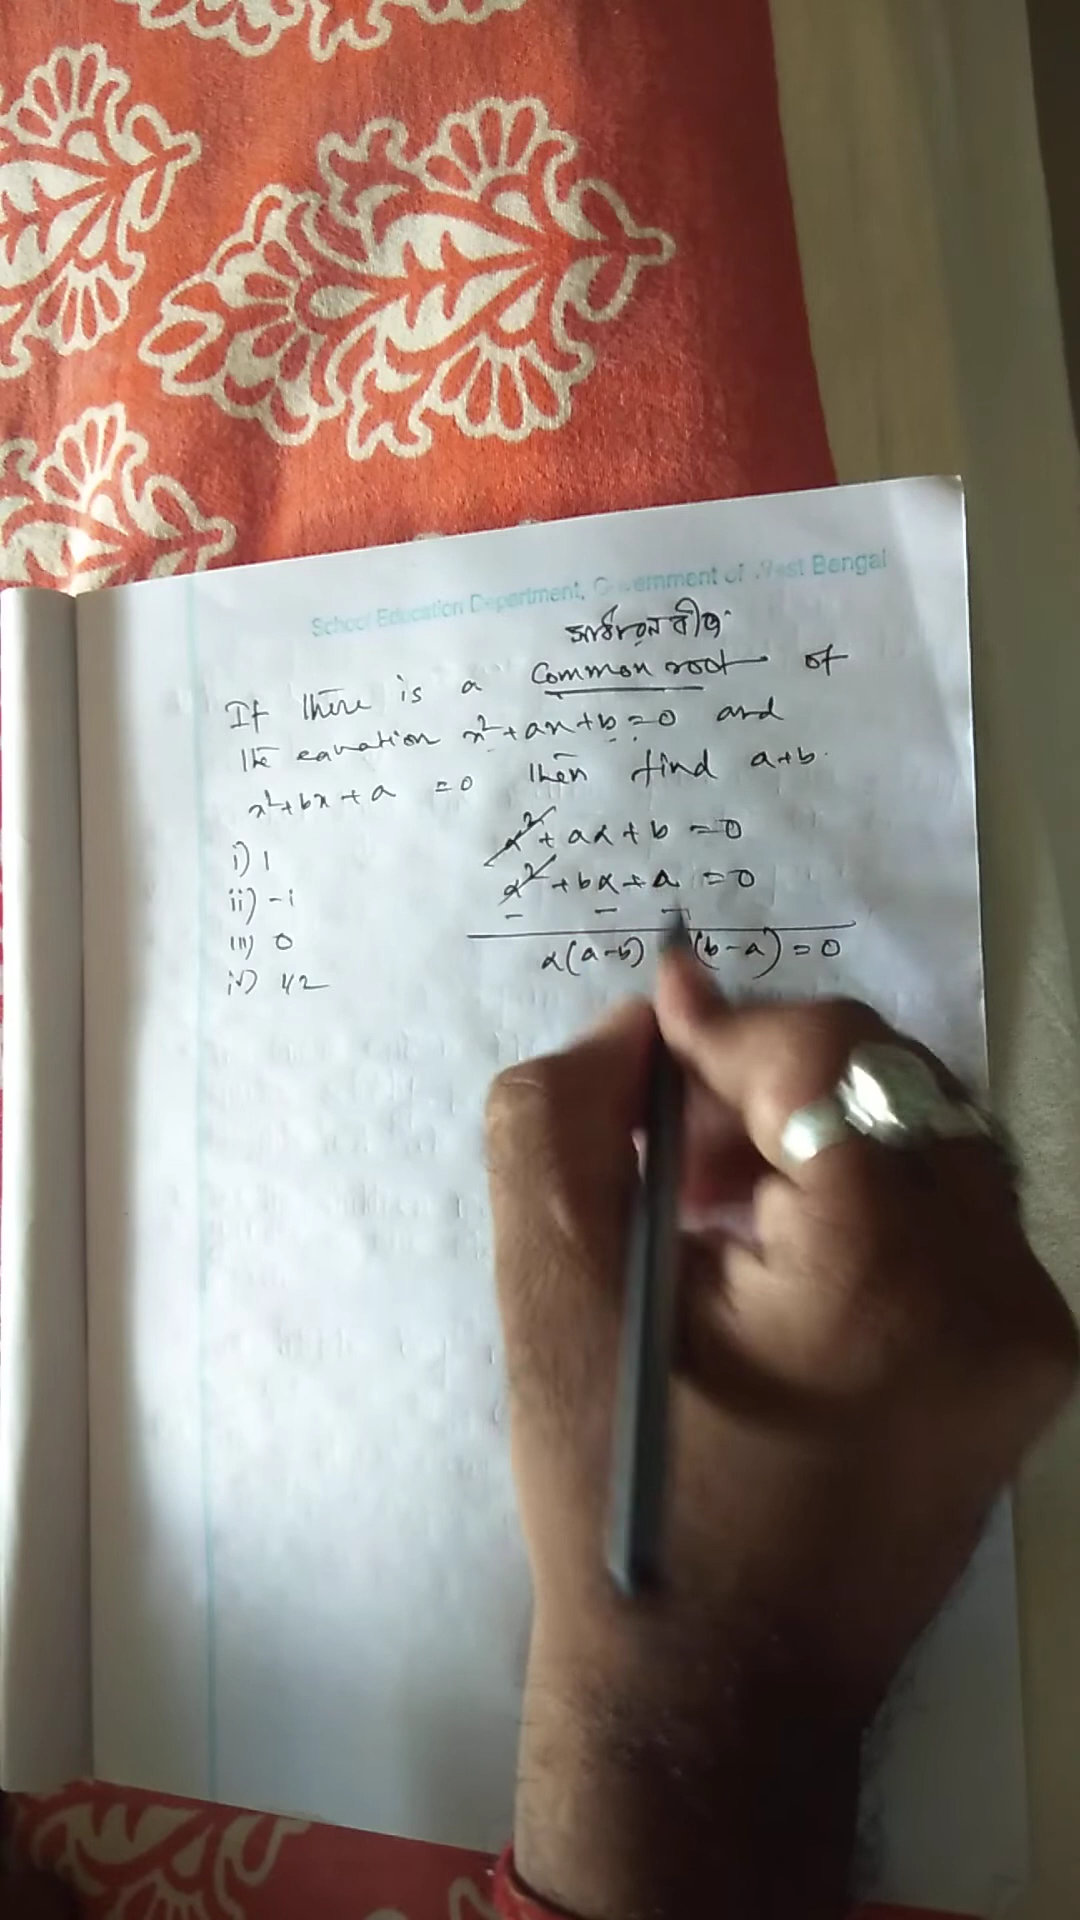 School Education Department, Government of West Bengal
সাধারন বীজ
If there is a common root of
the equation x²+ax+b=0 and
x²+bx+a =0 then find a+b.
i) 1
ii) -1
iii) 0
iv) 1/2
α²+aα+b=0
α²+bα+a=0
- - -
α(a-b) (b-a)=0